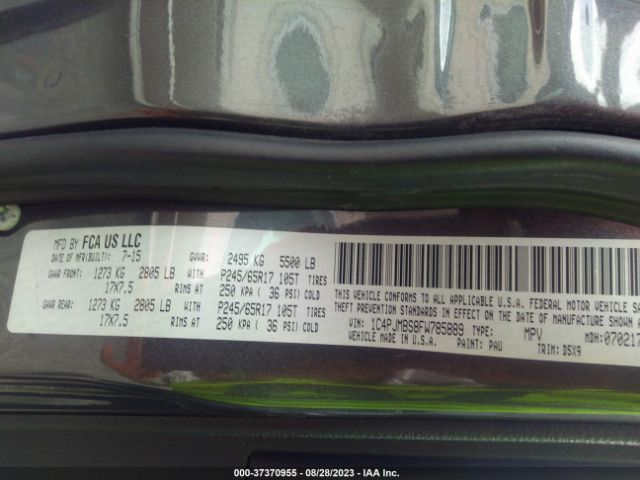 MFD BY FCA US LLC
DATE OF MFR(BUILT): 7-15 GVWR: 2495 KG 5500 LB
GAWR FRONT: 1273 KG 2805 LB WITH P245/65R17 105T TIRES
17X7.5 RIMS AT 250 KPA ( 36 PSI) COLD
GAWR REAR: 1273 KG 2805 LB WITH P245/65R17 105T TIRES
17X7.5 RIMS AT 250 KPA ( 36 PSI) COLD
THIS VEHICLE CONFORMS TO ALL APPLICABLE U.S.A. FEDERAL MOTOR VEHICLE
STANDARDS IN EFFECT ON THE DATE OF MANUFACTURE SHOWN
VIN: 1C4PJMBS8FW785889 TYPE: MPV MDH: 070217
VEHICLE MADE IN U.S.A. PAINT: PAU TRIM: D5X9
000-37370955 - 08/28/2023 - IAA Inc.